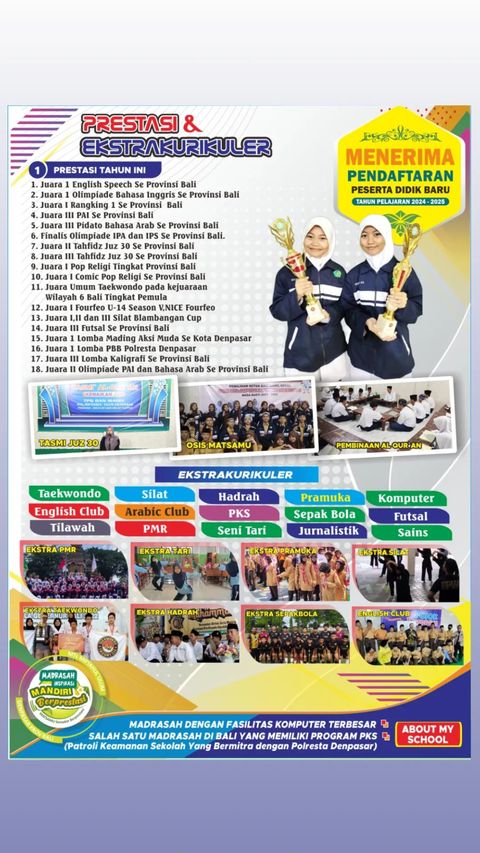 PRESTASI &
EKSTRAKURIKULER
MENERIMA
PENDAFTARAN
PESERTA DIDIK BARU
TAHUN PELAJARAN 2024 - 2025
1 PRESTASI TAHUN INI
1. Juara 1 English Speech Se Provinsi Bali
2. Juara 1 Olimpiade Bahasa Inggris Se Provinsi Bali
3. Juara I Rangking 1 Se Provinsi Bali
4. Juara III PAI Se Provinsi Bali
5. Juara III Pidato Bahasa Arab Se Provinsi Bali
6. Finalis Olimpiade IPA dan IPS Se Provinsi Bali.
7. Juara II Tahfidz Juz 30 Se Provinsi Bali
8. Juara III Tahfidz Juz 30 Se Provinsi Bali
9. Juara I Pop Religi Tingkat Provinsi Bali
10. Juara I Comic Pop Religi Se Provinsi Bali
11. Juara Umum Taekwondo pada kejuaraan
Wilayah 6 Bali Tingkat Pemula
12. Juara I Fourfeo U-14 Season V,NICE Fourfeo
13. Juara I,II dan III Silat Blambangan Cup
14. Juara III Futsal Se Provinsi Bali
15. Juara 1 Lomba Mading Aksi Muda Se Kota Denpasar
16. Juara 1 Lomba PBB Polresta Denpasar
17. Juara III Lomba Kaligrafi Se Provinsi Bali
18. Juara II Olimpiade PAI dan Bahasa Arab Se Provinsi Bali
TASMI JUZ 30
OSIS MATSAMU
PEMBINAAN AL QUR-AN
EKSTRAKURIKULER
Taekwondo Silat Hadrah Pramuka Komputer
English Club Arabic Club PKS Sepak Bola Futsal
Tilawah PMR Seni Tari Jurnalistik Sains
EKSTRA PMR
EKSTRA TARI
EKSTRA PRAMUKA
EKSTRA SILAT
EKSTRA TAEKWONDO
EKSTRA HADRAH
EKSTRA SEPAKBOLA
ENGLISH CLUB
MADRASAH
INSPIRASI
MANDIRI
Berprestasi
MADRASAH DENGAN FASILITAS KOMPUTER TERBESAR
SALAH SATU MADRASAH DI BALI YANG MEMILIKI PROGRAM PKS
(Patroli Keamanan Sekolah Yang Bermitra dengan Polresta Denpasar)
ABOUT MY
SCHOOL